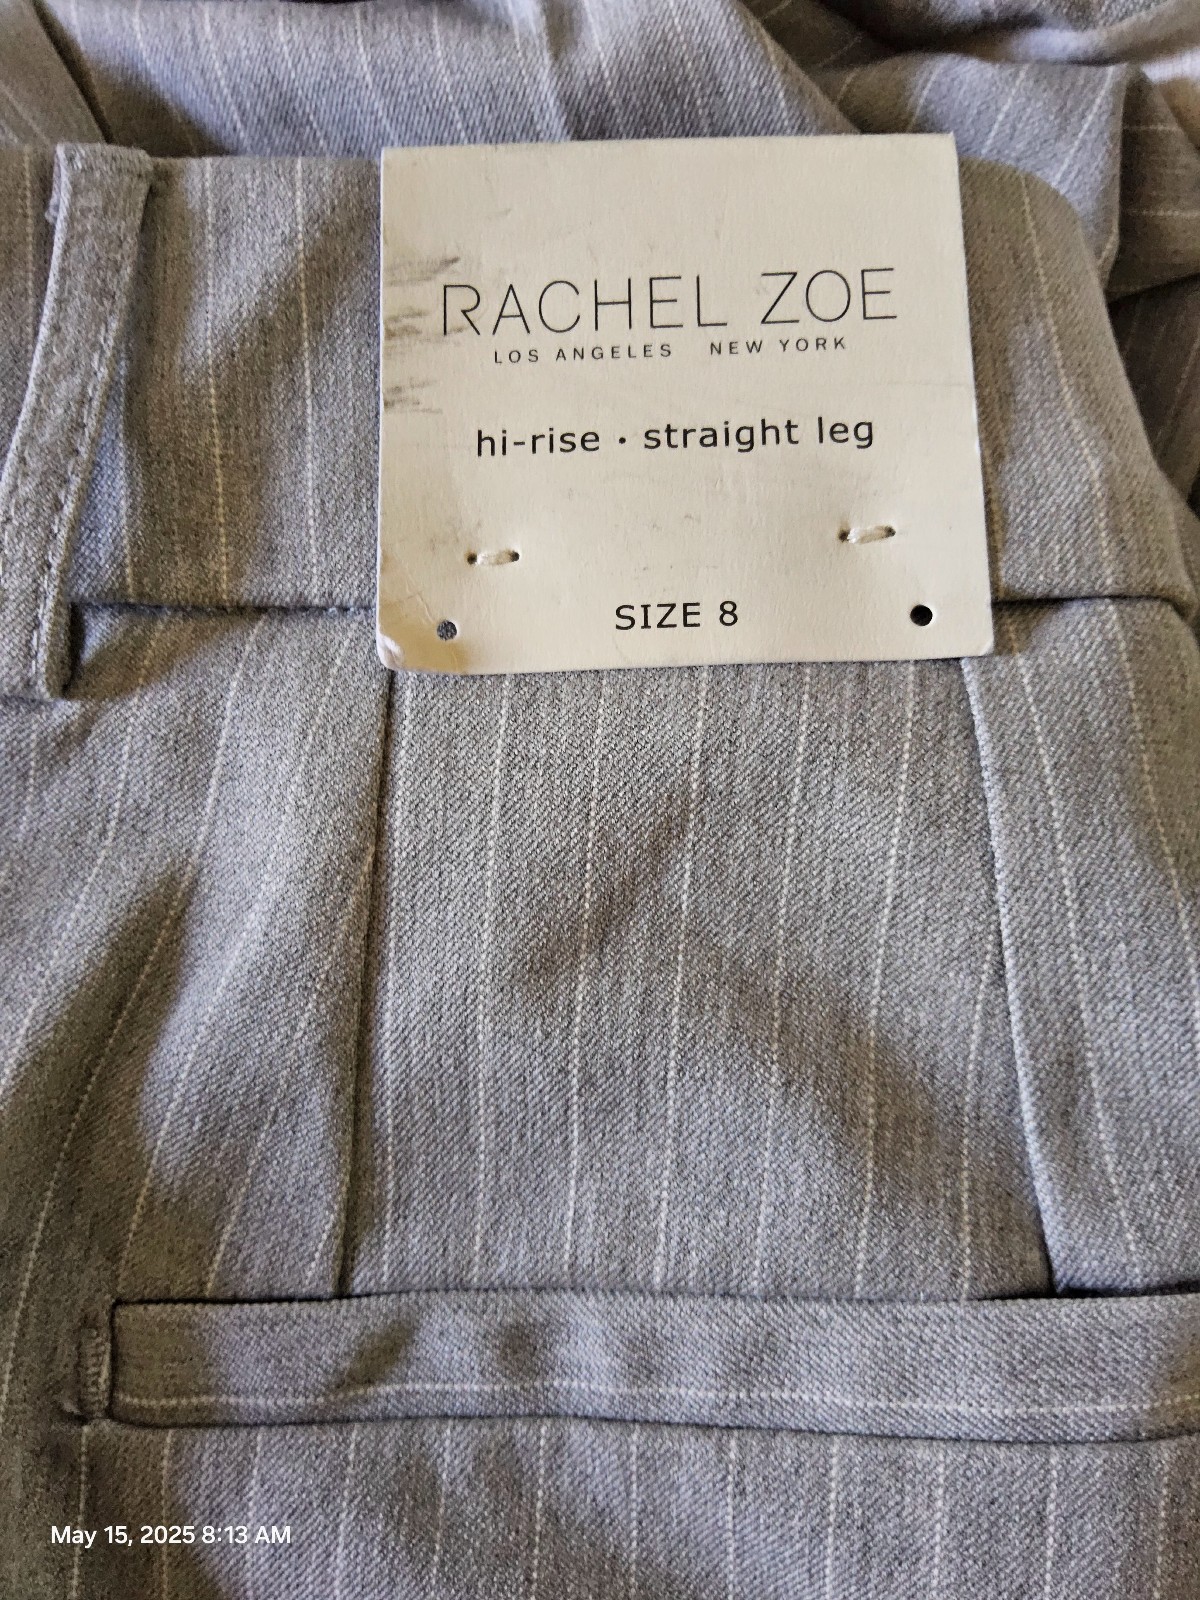 RACHEL ZOE
LOS ANGELES NEW YORK
hi-rise • straight leg
SIZE 8
May 15, 2025 8:13 AM